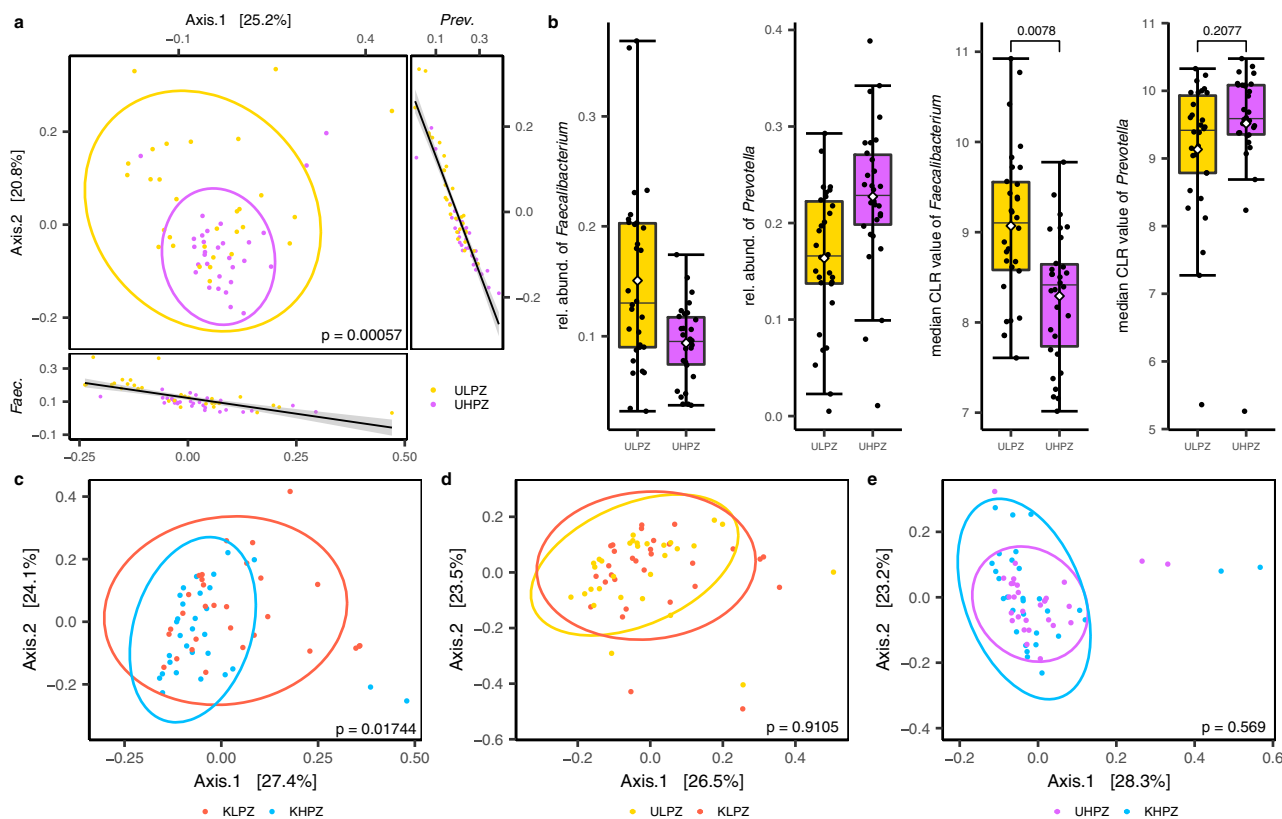 a
Axis.1 [25.2%]
−0.1 0.4
Prev.
0.1 0.3
Axis.2 [20.8%]
0.2
0.0
−0.2
p = 0.00057
0.2
0.0
−0.2
Faec.
0.3
0.1
−0.1
−0.25 0.00 0.25 0.50
ULPZ
UHPZ
b
rel. abund. of Faecalibacterium
0.3
0.2
0.1
ULPZ UHPZ
rel. abund. of Prevotella
0.4
0.3
0.2
0.1
0.0
ULPZ UHPZ
median CLR value of Faecalibacterium
0.0078
11
10
9
8
7
ULPZ UHPZ
median CLR value of Prevotella
0.2077
11
10
9
8
7
6
5
ULPZ UHPZ
c
Axis.2 [24.1%]
0.4
0.2
0.0
−0.2
p = 0.01744
−0.25 0.00 0.25 0.50
Axis.1 [27.4%]
KLPZ KHPZ
d
Axis.2 [23.5%]
0.2
0.0
−0.2
−0.4
−0.6
p = 0.9105
−0.2 0.0 0.2 0.4
Axis.1 [26.5%]
ULPZ KLPZ
e
Axis.2 [23.2%]
0.2
0.0
−0.2
−0.4
p = 0.569
−0.2 0.0 0.2 0.4 0.6
Axis.1 [28.3%]
UHPZ KHPZ